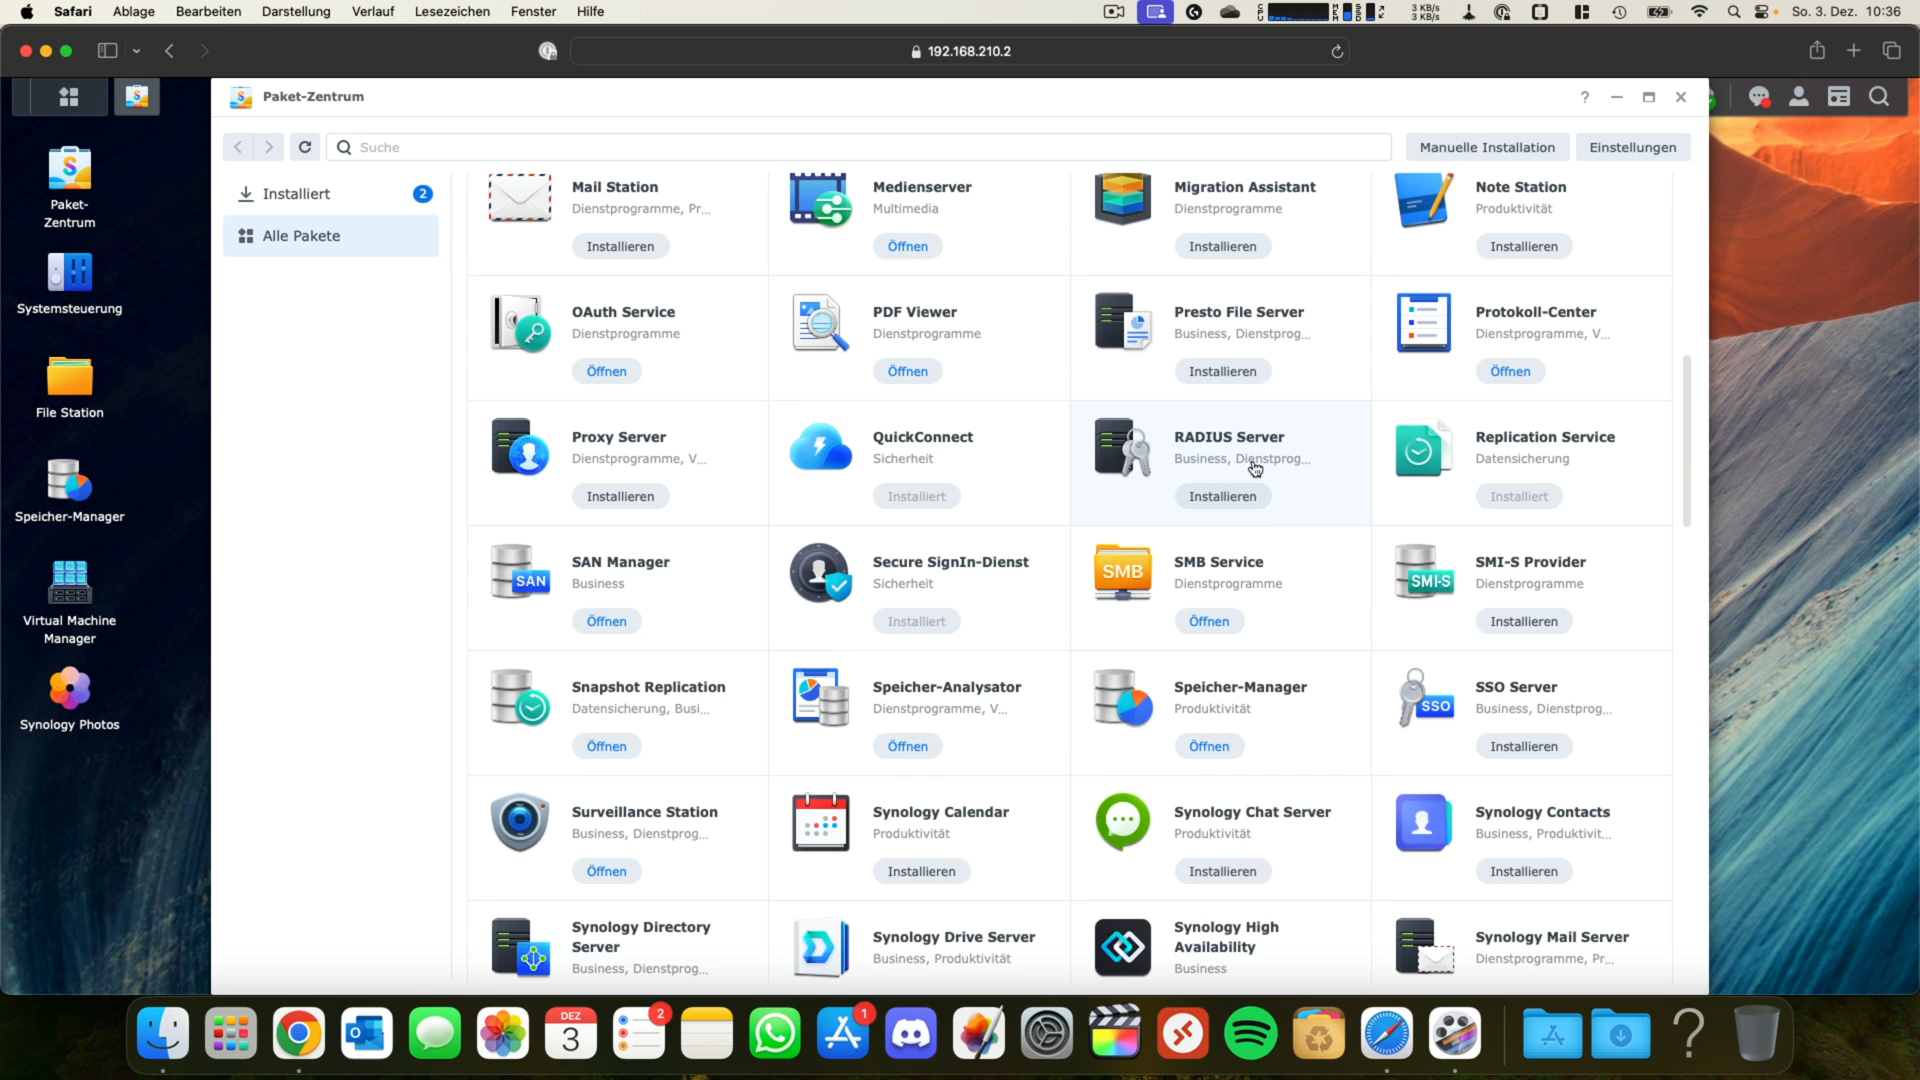 Safari Ablage Bearbeiten Darstellung Verlauf Lesezeichen Fenster Hilfe
3 KB/s
3 KB/s
So. 3. Dez. 10:36
192.168.210.2
Paket-Zentrum
Suche
Manuelle Installation
Einstellungen
Paket-
Zentrum
Systemsteuerung
File Station
Speicher-Manager
Virtual Machine
Manager
Synology Photos
Installiert 2
Alle Pakete
Mail Station
Dienstprogramme, Pr...
Installieren
Medienserver
Multimedia
Öffnen
Migration Assistant
Dienstprogramme
Installieren
Note Station
Produktivität
Installieren
OAuth Service
Dienstprogramme
Öffnen
PDF Viewer
Dienstprogramme
Öffnen
Presto File Server
Business, Dienstprog...
Installieren
Protokoll-Center
Dienstprogramme, V...
Öffnen
Proxy Server
Dienstprogramme, V...
Installieren
QuickConnect
Sicherheit
Installiert
RADIUS Server
Business, Dienstprog...
Installieren
Replication Service
Datensicherung
Installiert
SAN
SAN Manager
Business
Öffnen
Secure SignIn-Dienst
Sicherheit
Installiert
SMB
SMB Service
Dienstprogramme
Öffnen
SMI-S
SMI-S Provider
Dienstprogramme
Installieren
Snapshot Replication
Datensicherung, Busi...
Öffnen
Speicher-Analysator
Dienstprogramme, V...
Öffnen
Speicher-Manager
Produktivität
Öffnen
SSO
SSO Server
Business, Dienstprog...
Installieren
Surveillance Station
Business, Dienstprog...
Öffnen
Synology Calendar
Produktivität
Installieren
Synology Chat Server
Produktivität
Installieren
Synology Contacts
Business, Produktivit...
Installieren
Synology Directory
Server
Business, Dienstprog...
Synology Drive Server
Business, Produktivität
Synology High
Availability
Business
Synology Mail Server
Dienstprogramme, Pr...
DEZ
3
2
1